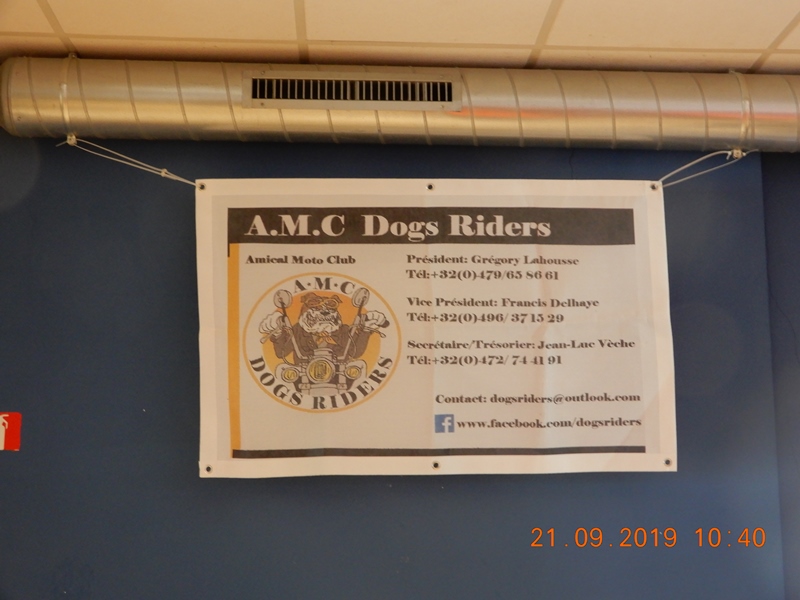 A.M.C Dogs Riders
Amical Moto Club
A·M·C
DOGS RIDERS
Président: Grégory Lahousse
Tél:+32(0)479/65 86 61
Vice Président: Francis Delhaye
Tél:+32(0)496/ 37 15 29
Secrétaire/Trésorier: Jean-Luc Vèche
Tél:+32(0)472/ 74 41 91
Contact: dogsriders@outlook.com
f www.facebook.com/dogsriders
21.09.2019 10:40